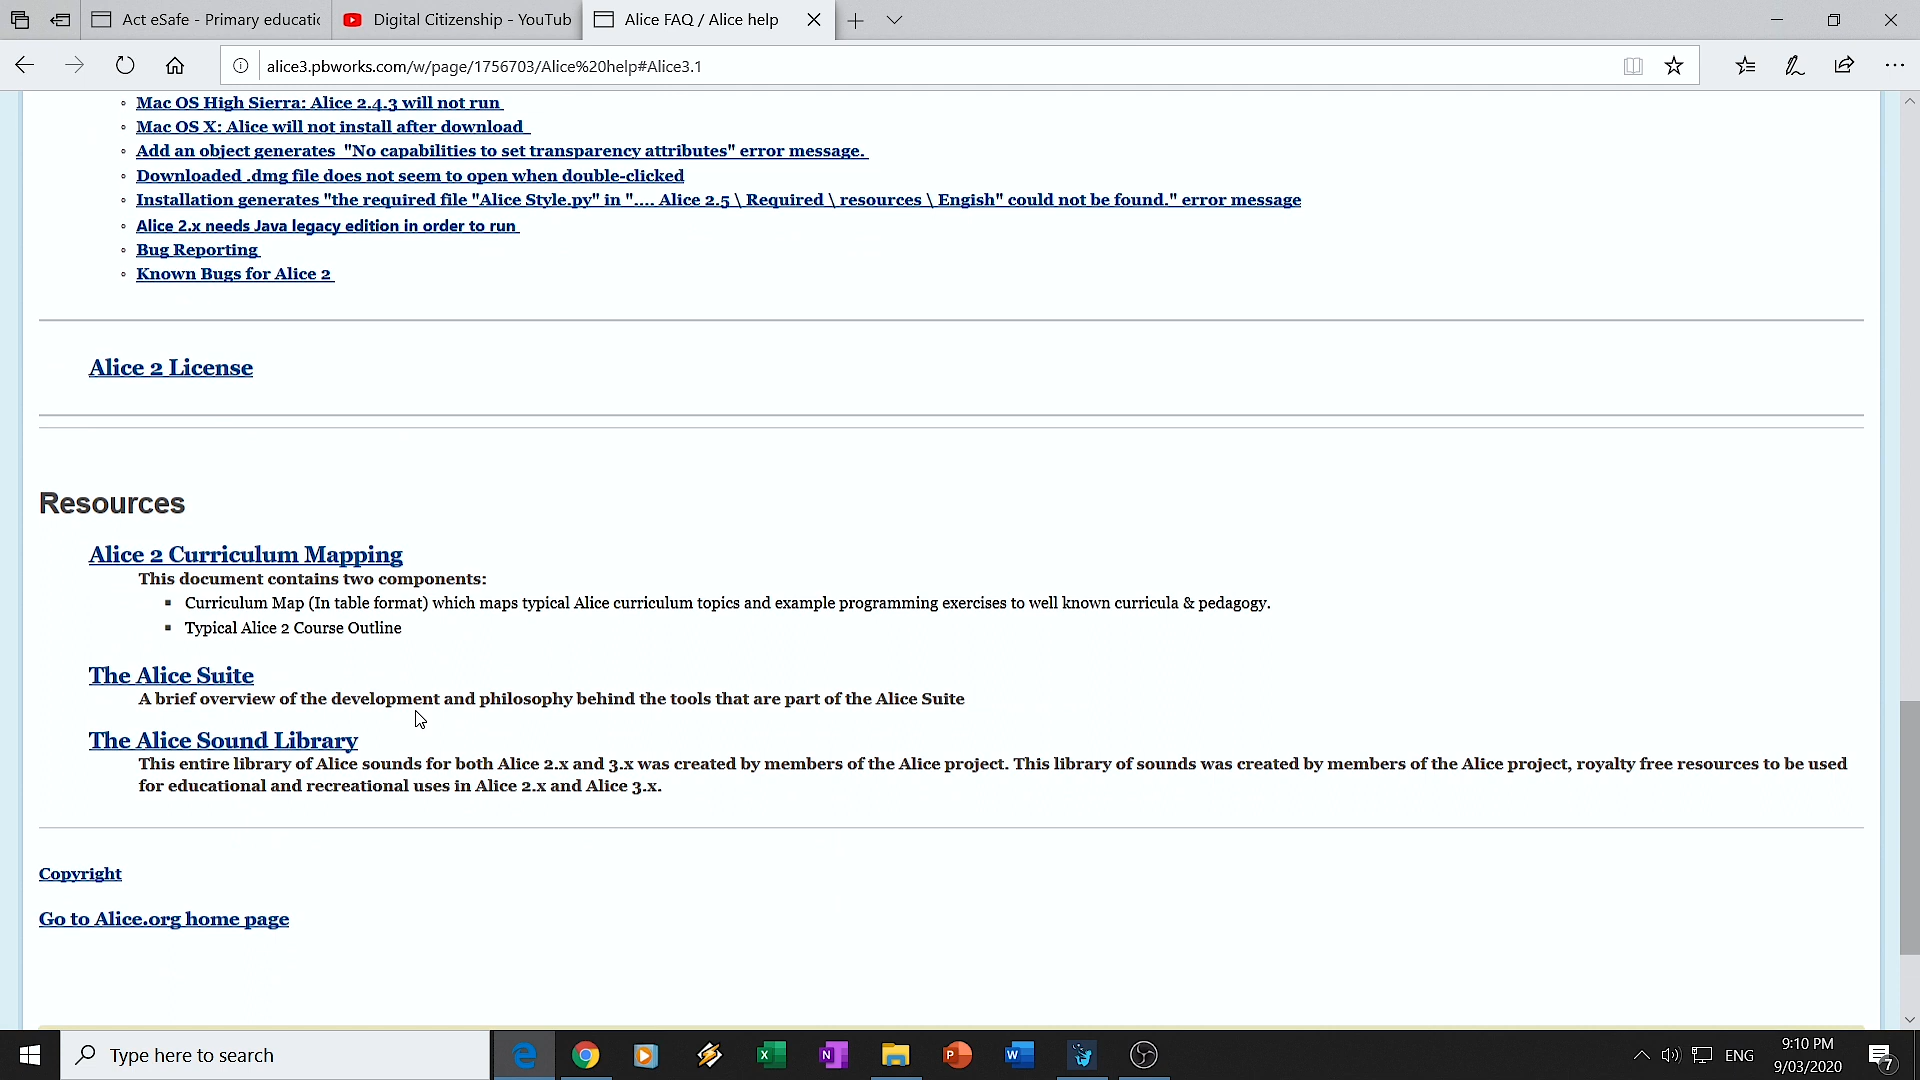 Act eSafe - Primary educatic
Digital Citizenship - YouTub
Alice FAQ / Alice help
alice3.pbworks.com/w/page/1756703/Alice%20help#Alice3.1
Mac OS High Sierra: Alice 2.4.3 will not run
Mac OS X: Alice will not install after download
Add an object generates "No capabilities to set transparency attributes" error message.
Downloaded .dmg file does not seem to open when double-clicked
Installation generates "the required file "Alice Style.py" in ".... Alice 2.5 \ Required \ resources \ Engish" could not be found." error message
Alice 2.x needs Java legacy edition in order to run
Bug Reporting
Known Bugs for Alice 2
Alice 2 License
Resources
Alice 2 Curriculum Mapping
This document contains two components:
Curriculum Map (In table format) which maps typical Alice curriculum topics and example programming exercises to well known curricula & pedagogy.
Typical Alice 2 Course Outline
The Alice Suite
A brief overview of the development and philosophy behind the tools that are part of the Alice Suite
The Alice Sound Library
This entire library of Alice sounds for both Alice 2.x and 3.x was created by members of the Alice project. This library of sounds was created by members of the Alice project, royalty free resources to be used
for educational and recreational uses in Alice 2.x and Alice 3.x.
Copyright
Go to Alice.org home page
Type here to search
ENG
9:10 PM
9/03/2020
7